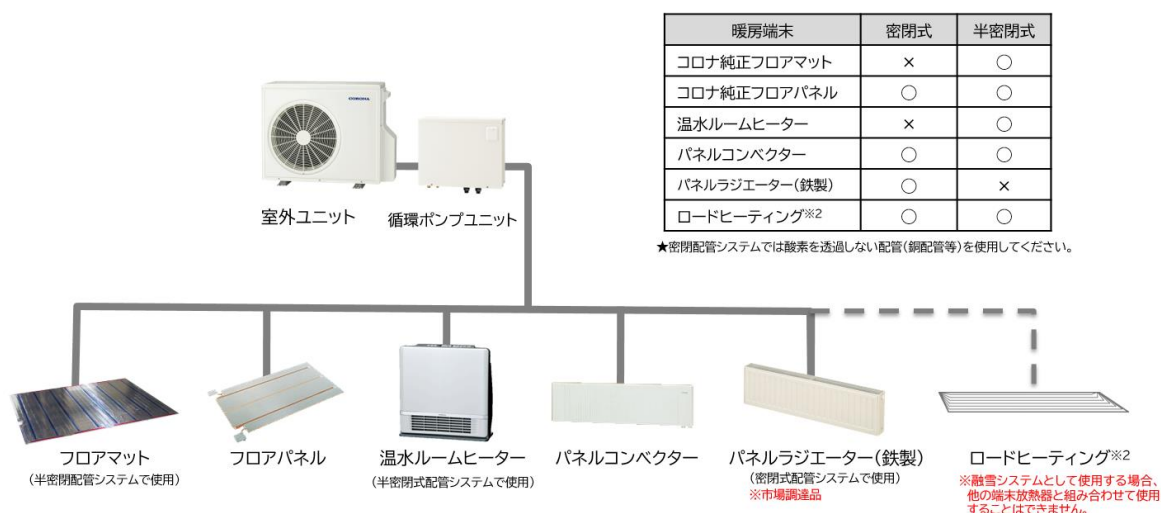 暖房端末 密閉式 半密閉式
コロナ純正フロアマット × ○
コロナ純正フロアパネル ○ ○
温水ルームヒーター × ○
パネルコンベクター ○ ○
パネルラジエーター(鉄製) ○ ×
ロードヒーティング※2 ○ ○
★密閉配管システムでは酸素を透過しない配管(銅配管等)を使用してください。
CORONA
室外ユニット
循環ポンプユニット
フロアマット
(半密閉配管システムで使用)
フロアパネル
温水ルームヒーター
(半密閉式配管システムで使用)
パネルコンベクター
パネルラジエーター(鉄製)
(密閉式配管システムで使用)
※市場調達品
ロードヒーティング※2
※融雪システムとして使用する場合、
他の端末放熱器と組み合わせて使用
することはできません。